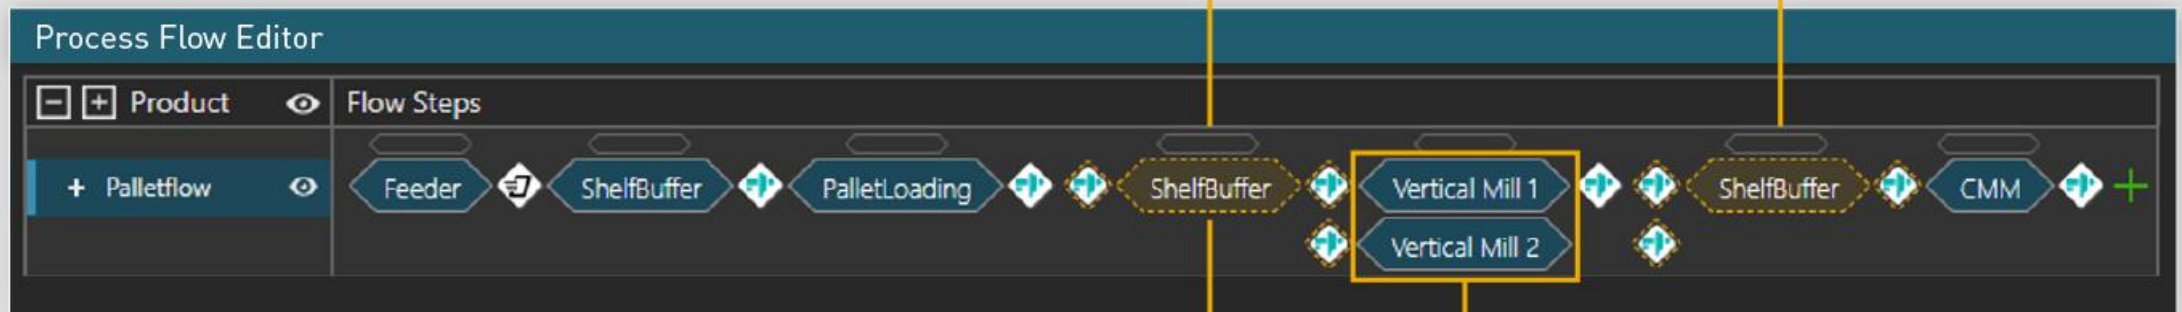 Process Flow Editor
Product Flow Steps
Palletflow Feeder ShelfBuffer PalletLoading ShelfBuffer Vertical Mill 1 ShelfBuffer CMM
Vertical Mill 2